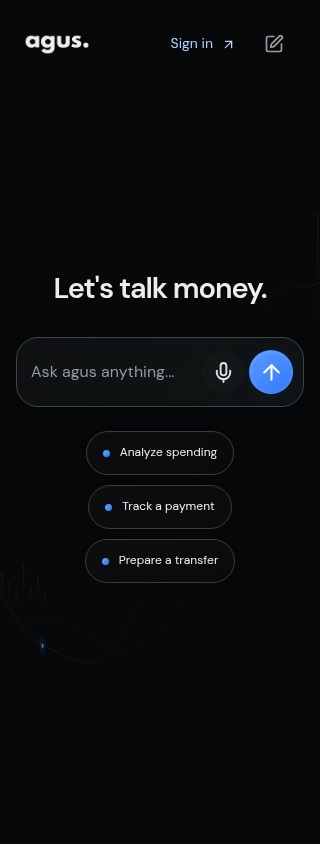 agus.
Sign in
Let's talk money.
Ask agus anything...
Analyze spending
Track a payment
Prepare a transfer